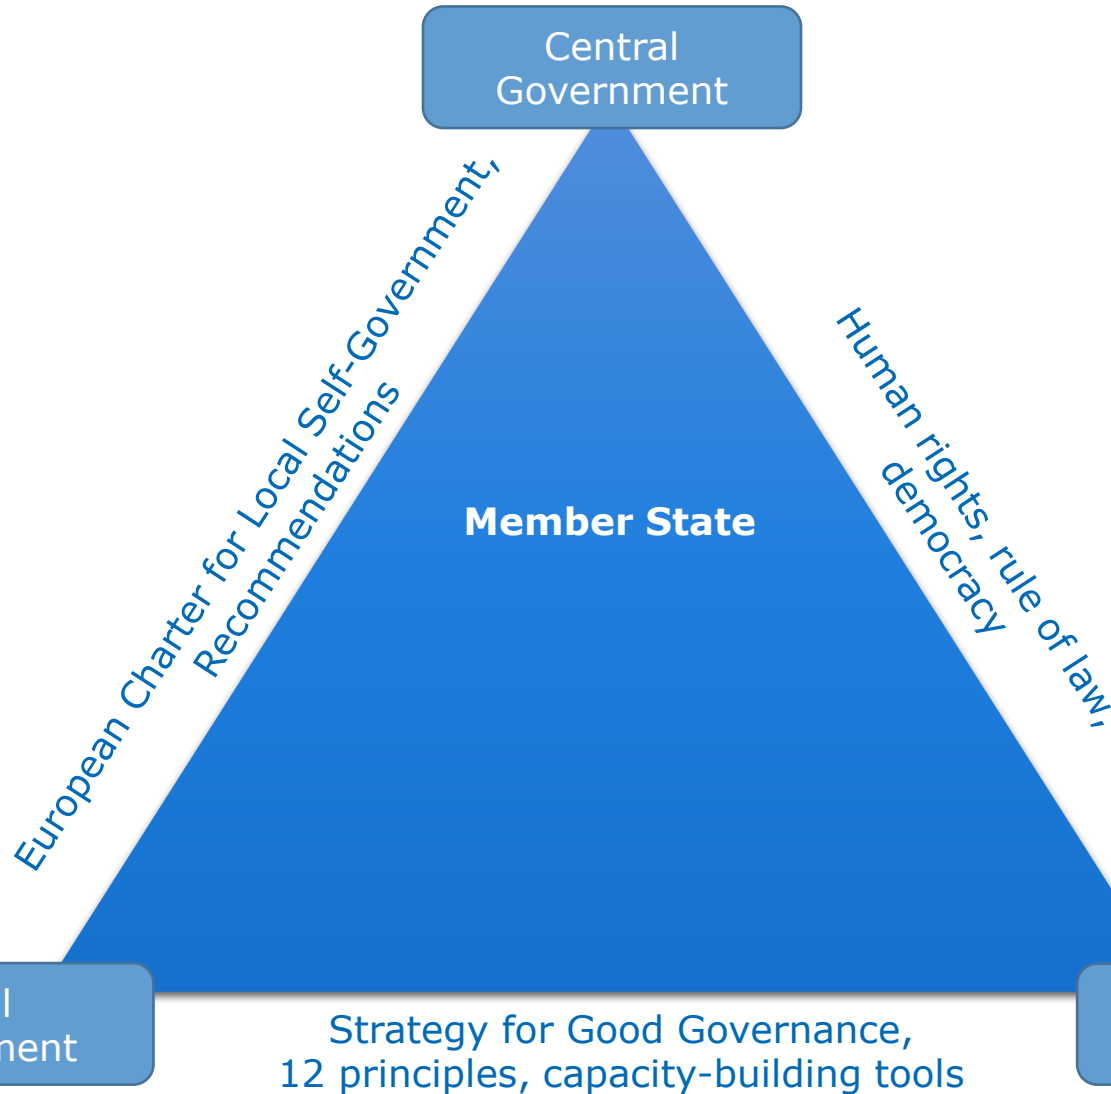 Central
Government
European Charter for Local Self-Government,
Recommendations
Human rights, rule of law,
democracy
Member State
l
ment
Strategy for Good Governance,
12 principles, capacity-building tools